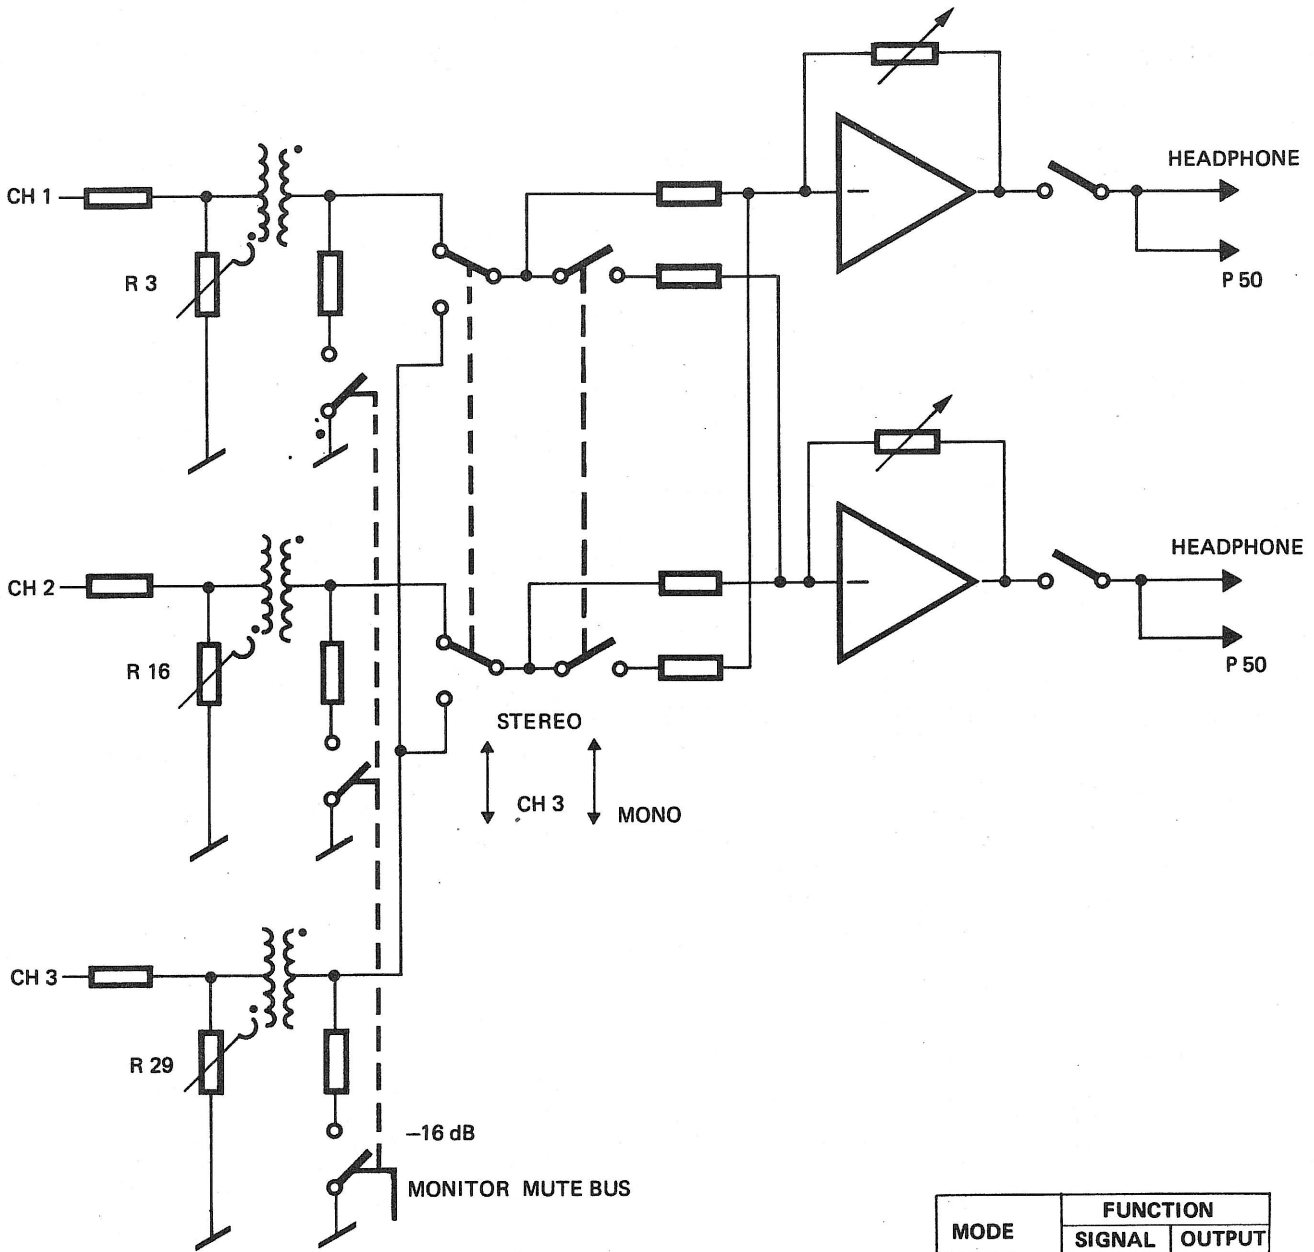 CH 1
R 3
HEADPHONE
P 50
CH 2
R 16
HEADPHONE
P 50
STEREO
CH 3
MONO
CH 3
R 29
–16 dB
MONITOR MUTE BUS
MODE
FUNCTION
SIGNAL
OUTPUT